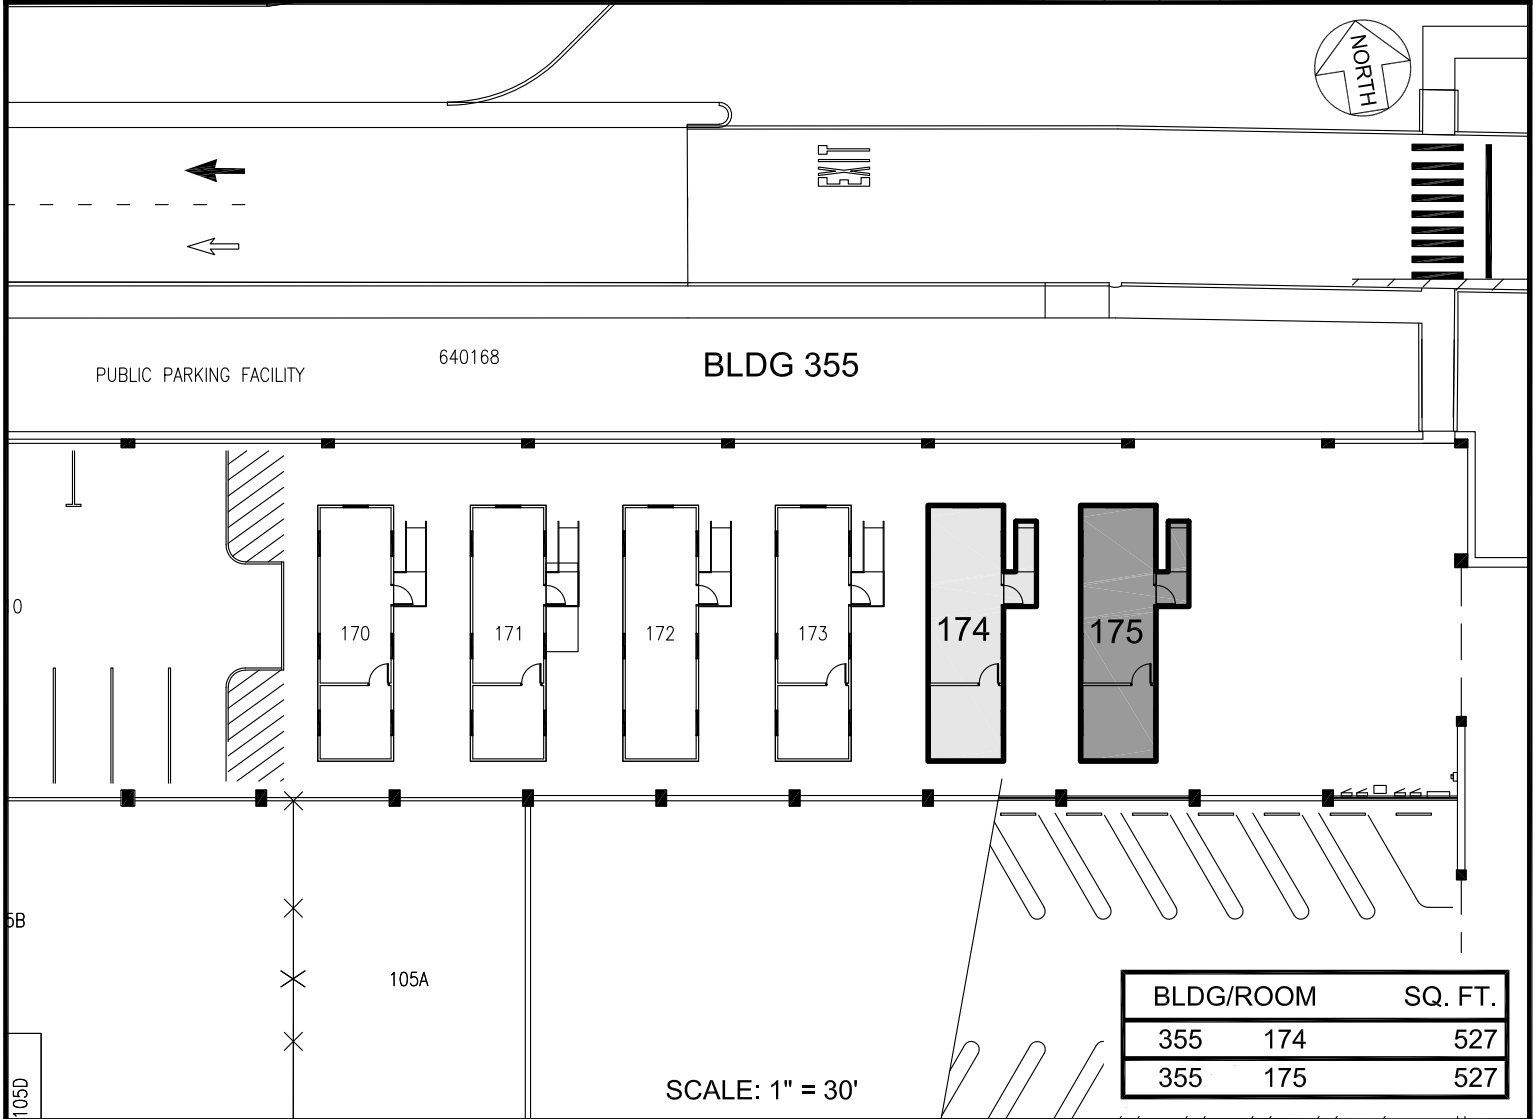 NORTH
640168
BLDG 355
PUBLIC PARKING FACILITY
0
170
171
172
173
174
175
5B
105A
105D
BLDG/ROOM SQ. FT.
355 174 527
355 175 527
SCALE: 1" = 30'